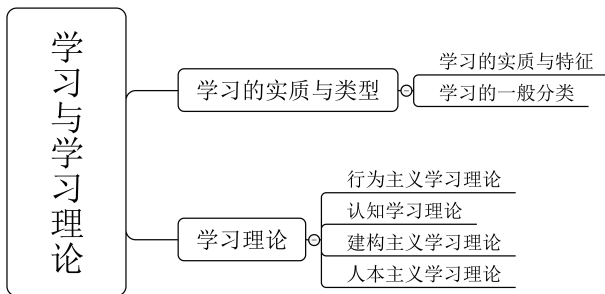 学习与学习理论
学习的实质与类型
学习的实质与特征
学习的一般分类
学习理论
行为主义学习理论
认知学习理论
建构主义学习理论
人本主义学习理论